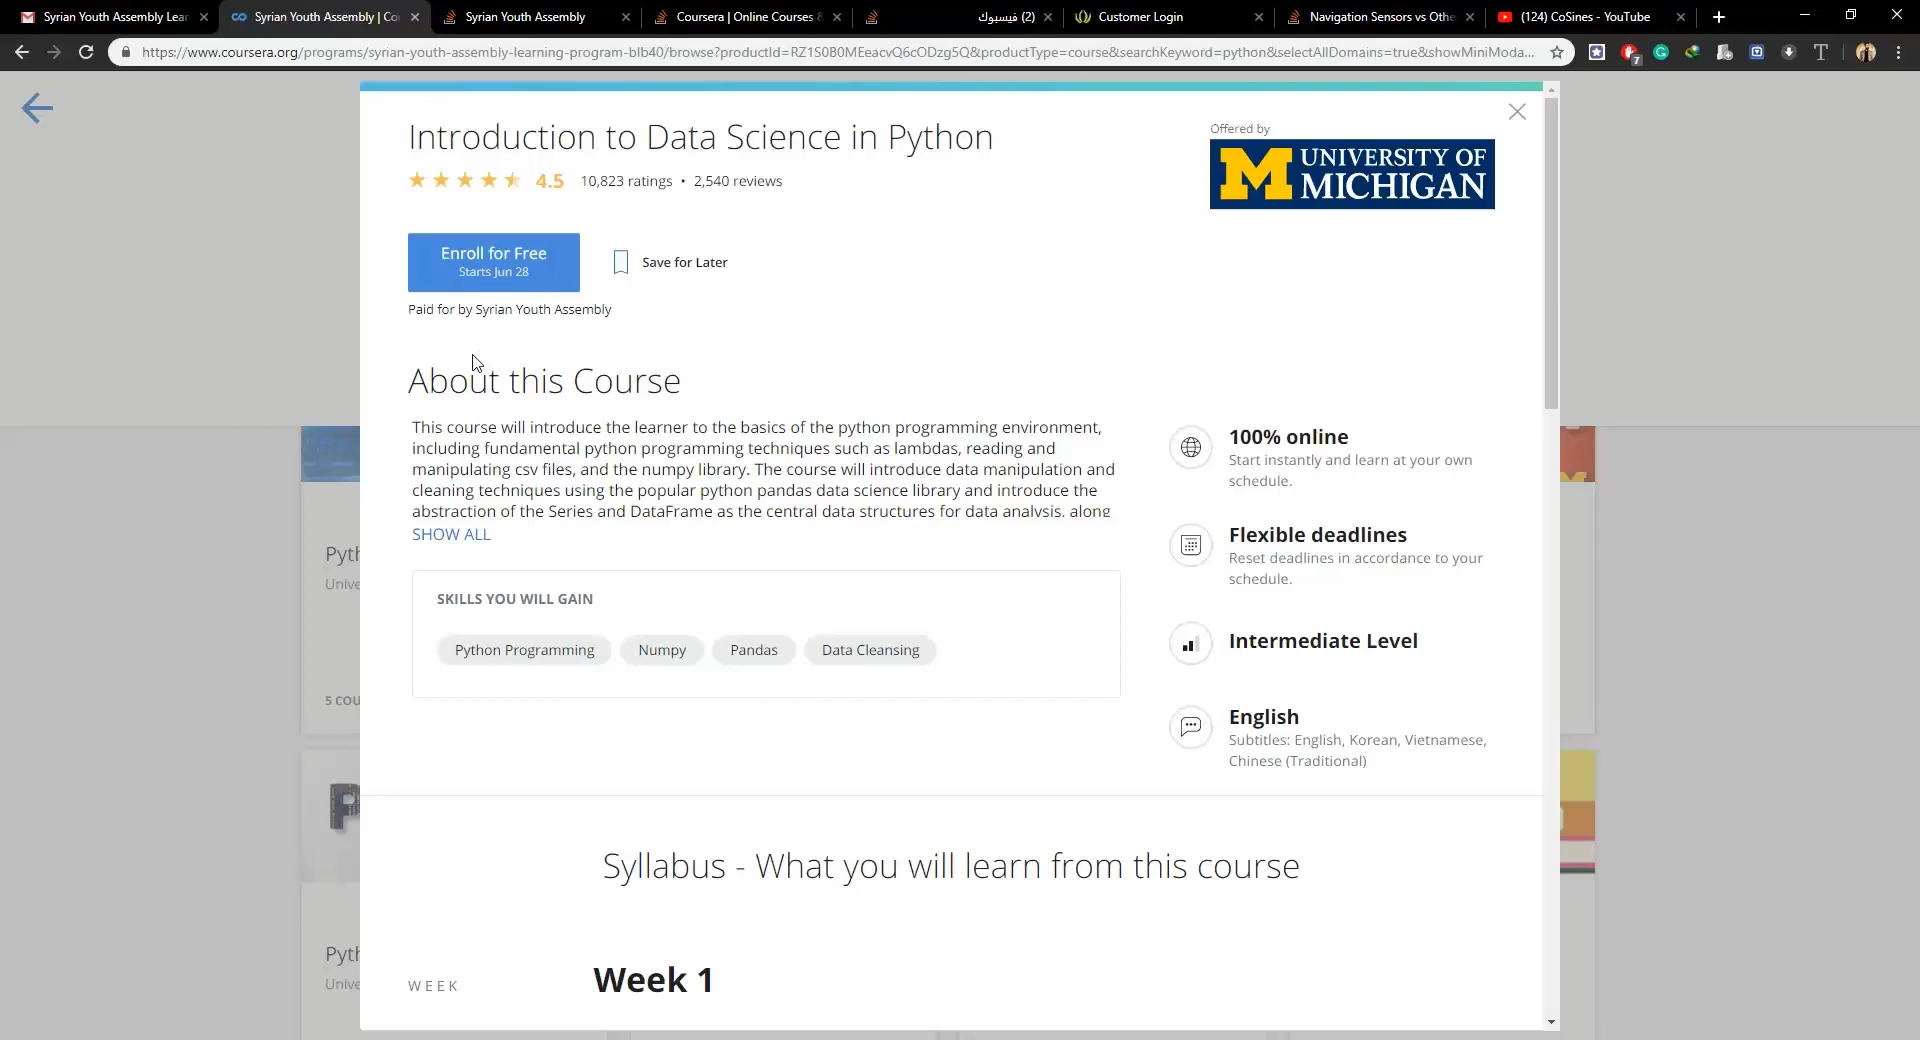 Syrian Youth Assembly Lear
Syrian Youth Assembly | Co
Syrian Youth Assembly
Coursera | Online Courses &
(2) فيسبوك
Customer Login
Navigation Sensors vs Othe
(124) CoSines - YouTube
https://www.coursera.org/programs/syrian-youth-assembly-learning-program-blb40/browse?productId=RZ1S0B0MEeacvQ6cODzg5Q&productType=course&searchKeyword=python&selectAllDomains=true&showMiniModa...
7
Introduction to Data Science in Python
4.5 10,823 ratings • 2,540 reviews
Offered by
M UNIVERSITY OF
MICHIGAN
Enroll for Free
Starts Jun 28
Save for Later
Paid for by Syrian Youth Assembly
About this Course
This course will introduce the learner to the basics of the python programming environment,
including fundamental python programming techniques such as lambdas, reading and
manipulating csv files, and the numpy library. The course will introduce data manipulation and
cleaning techniques using the popular python pandas data science library and introduce the
abstraction of the Series and DataFrame as the central data structures for data analysis, along
SHOW ALL
SKILLS YOU WILL GAIN
Python Programming
Numpy
Pandas
Data Cleansing
100% online
Start instantly and learn at your own
schedule.
Flexible deadlines
Reset deadlines in accordance to your
schedule.
Intermediate Level
English
Subtitles: English, Korean, Vietnamese,
Chinese (Traditional)
Pyth
Unive
5 COU
P
Pyth
Unive
Syllabus - What you will learn from this course
WEEK
Week 1